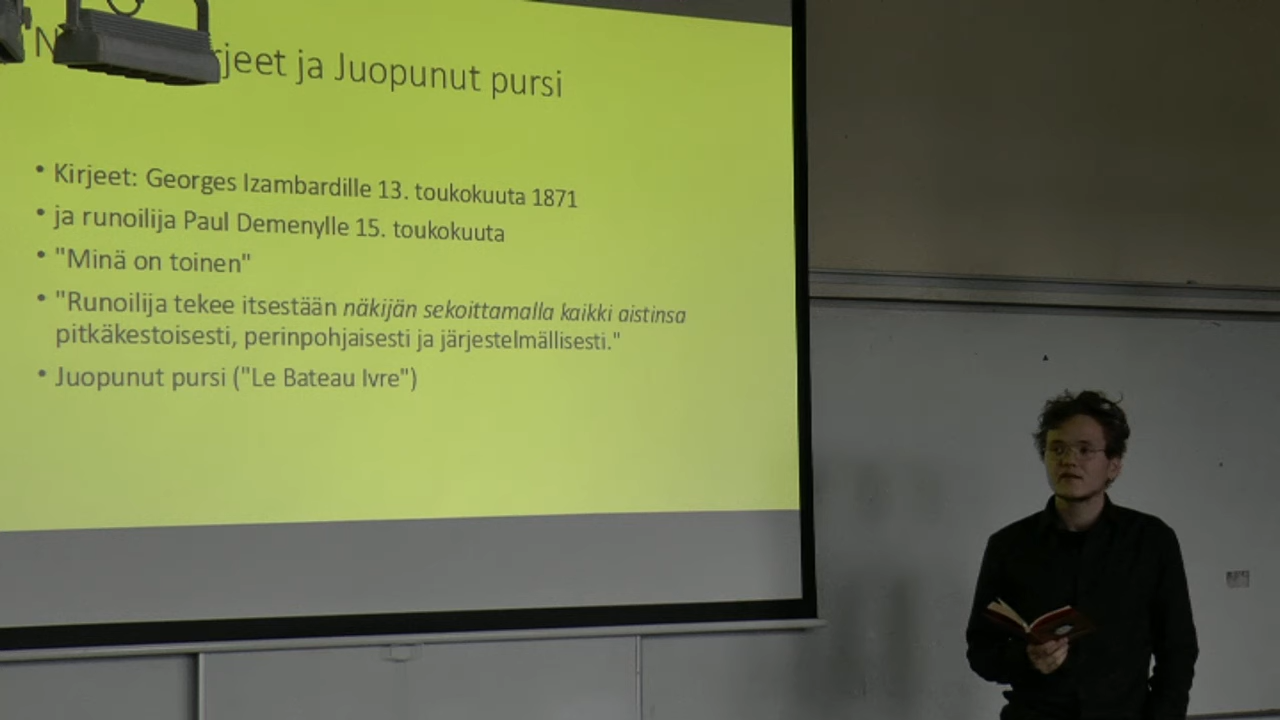 ja Juopunut pursi
• Kirjeet: Georges Izambardille 13. toukokuuta 1871
• ja runoilija Paul Demenylle 15. toukokuuta
• "Minä on toinen"
• "Runoilija tekee itsestään näkijän sekoittamalla kaikki aistinsa
pitkäkestoisesti, perinpohjaisesti ja järjestelmällisesti."
• Juopunut pursi ("Le Bateau Ivre")